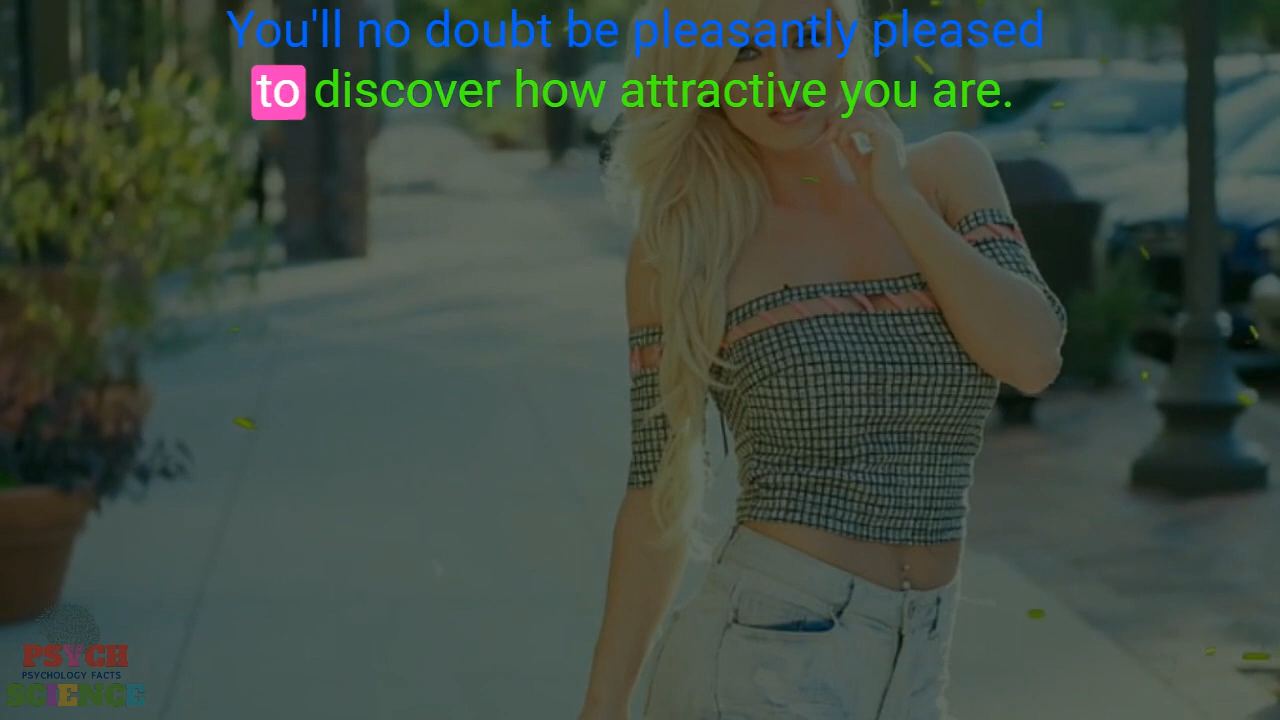 You'll no doubt be pleasantly pleased
to discover how attractive you are.
PSYCH
PSYCHOLOGY FACTS
SCIENCE